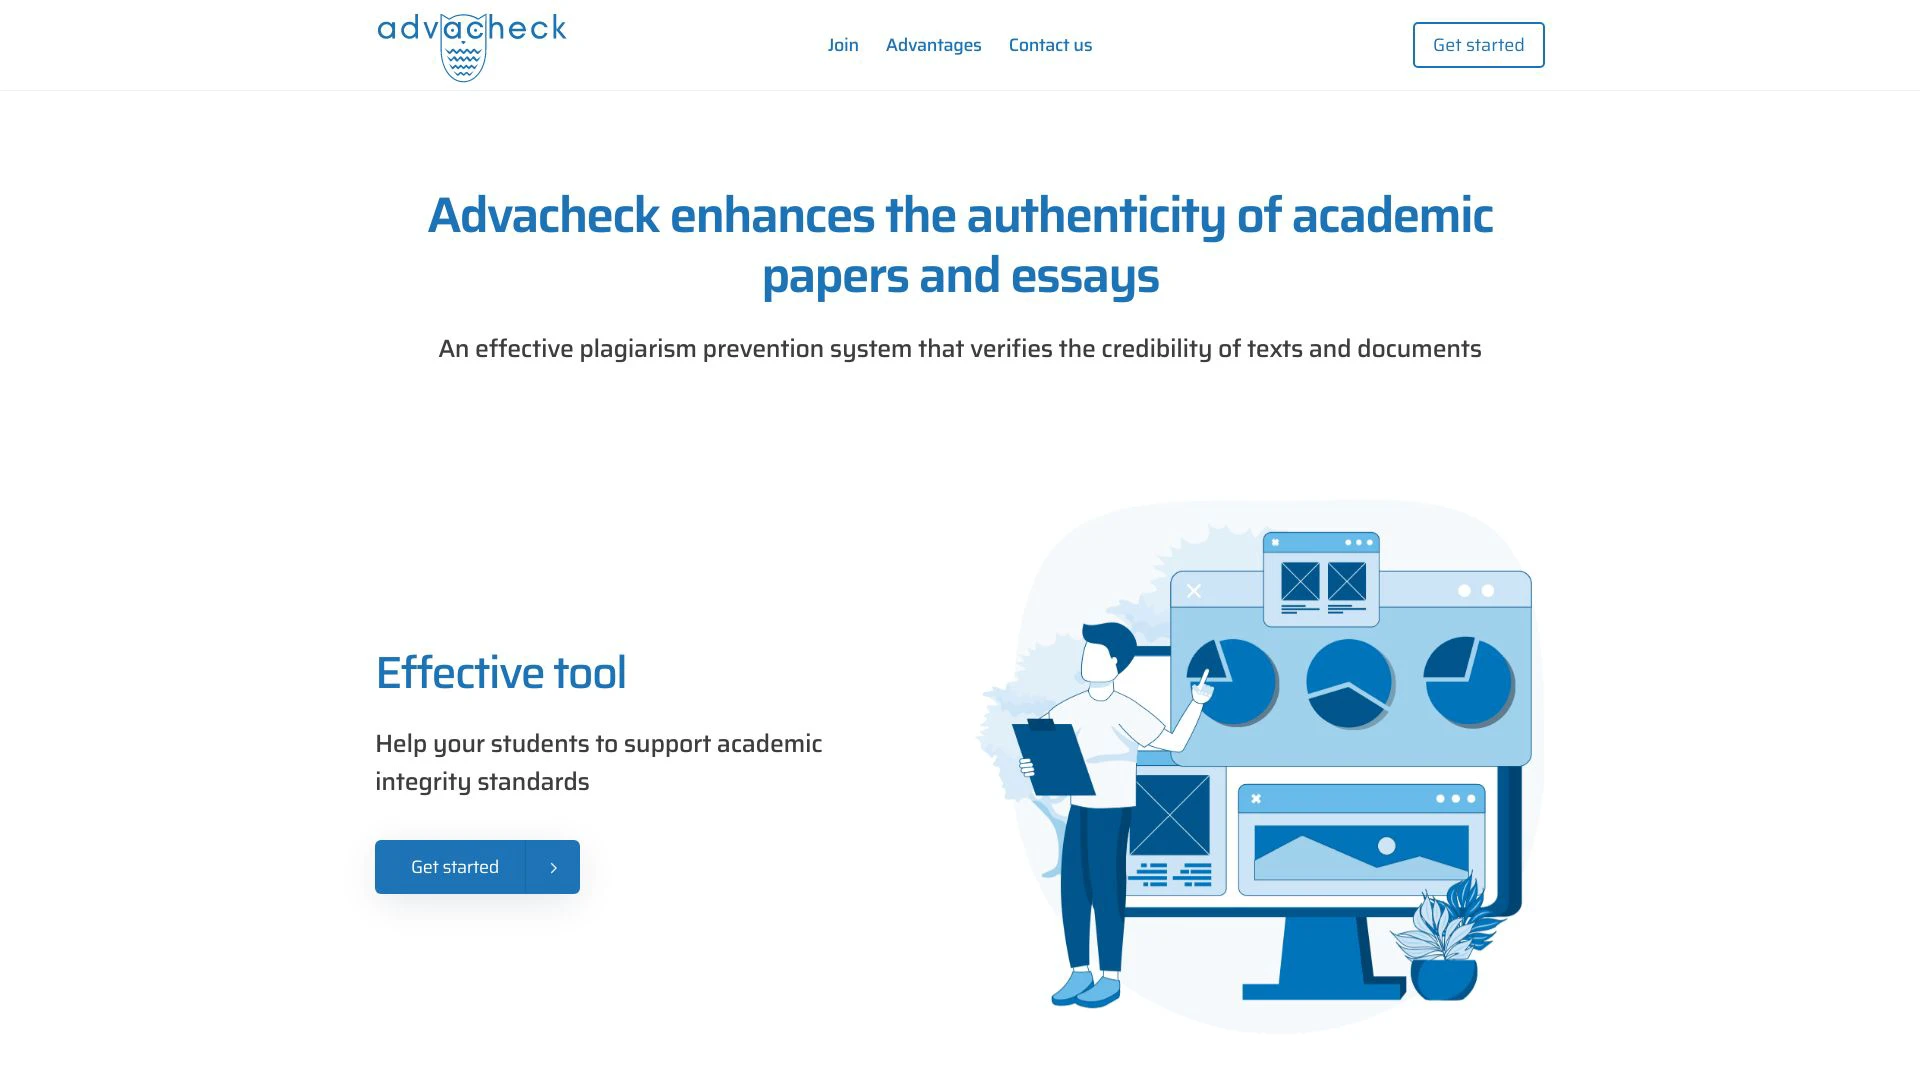 advacheck
Join
Advantages
Contact us
Get started
Advacheck enhances the authenticity of academic
papers and essays
An effective plagiarism prevention system that verifies the credibility of texts and documents
Effective tool
Help your students to support academic
integrity standards
Get started